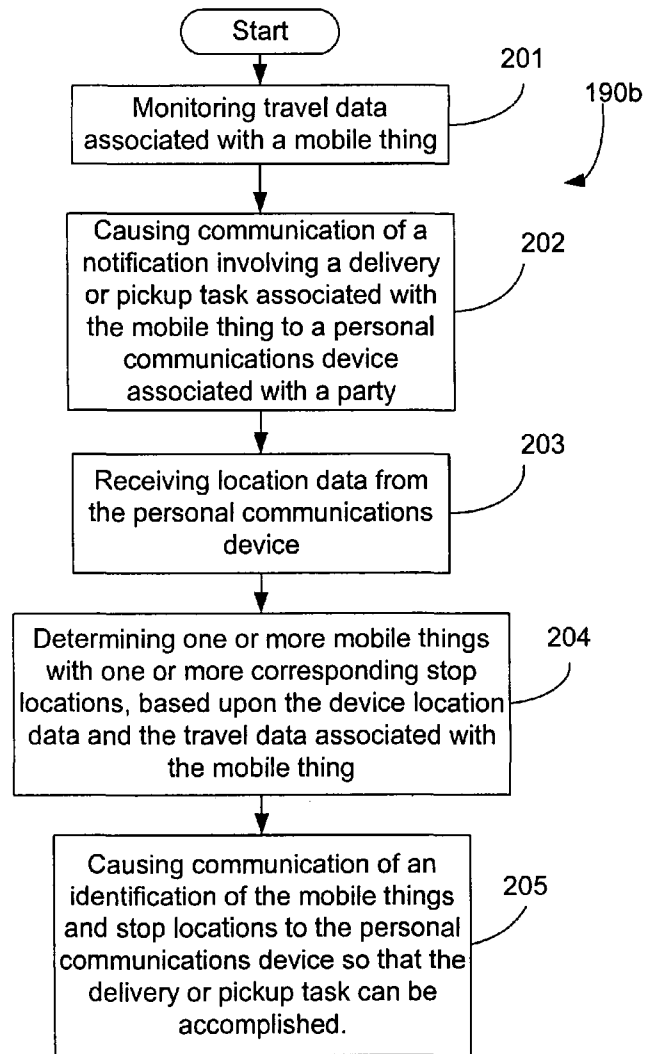 Start
201
190b
Monitoring travel data
associated with a mobile thing
202
Causing communication of a
notification involving a delivery
or pickup task associated with
the mobile thing to a personal
communications device
associated with a party
203
Receiving location data from
the personal communications
device
204
Determining one or more mobile things
with one or more corresponding stop
locations, based upon the device location
data and the travel data associated with
the mobile thing
205
Causing communication of an
identification of the mobile things
and stop locations to the personal
communications device so that the
delivery or pickup task can be
accomplished.